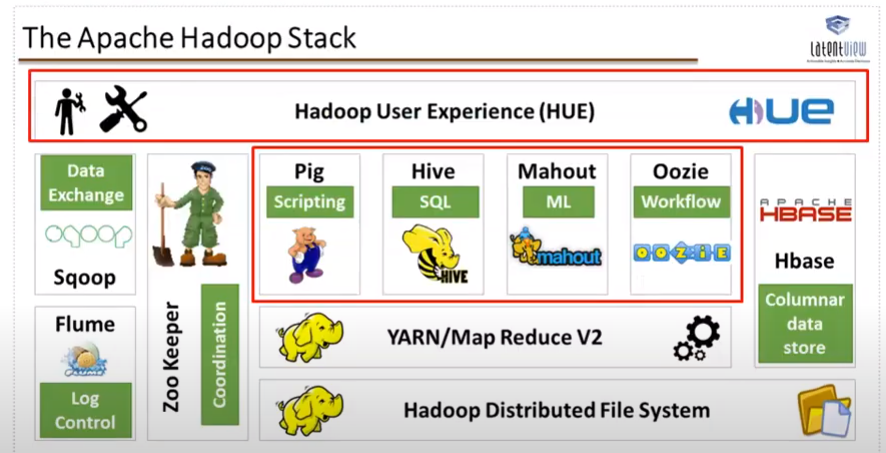 The Apache Hadoop Stack
LatentView
Hadoop User Experience (HUE)
HUE
Data
Exchange
sqoop
Sqoop
Flume
flume
Log
Control
Zoo Keeper
Coordination
Pig
Scripting
Hive
SQL
HIVE
Mahout
ML
mahout
Oozie
Workflow
OOZIE
APACHE
HBASE
Hbase
Columnar
data
store
YARN/Map Reduce V2
Hadoop Distributed File System